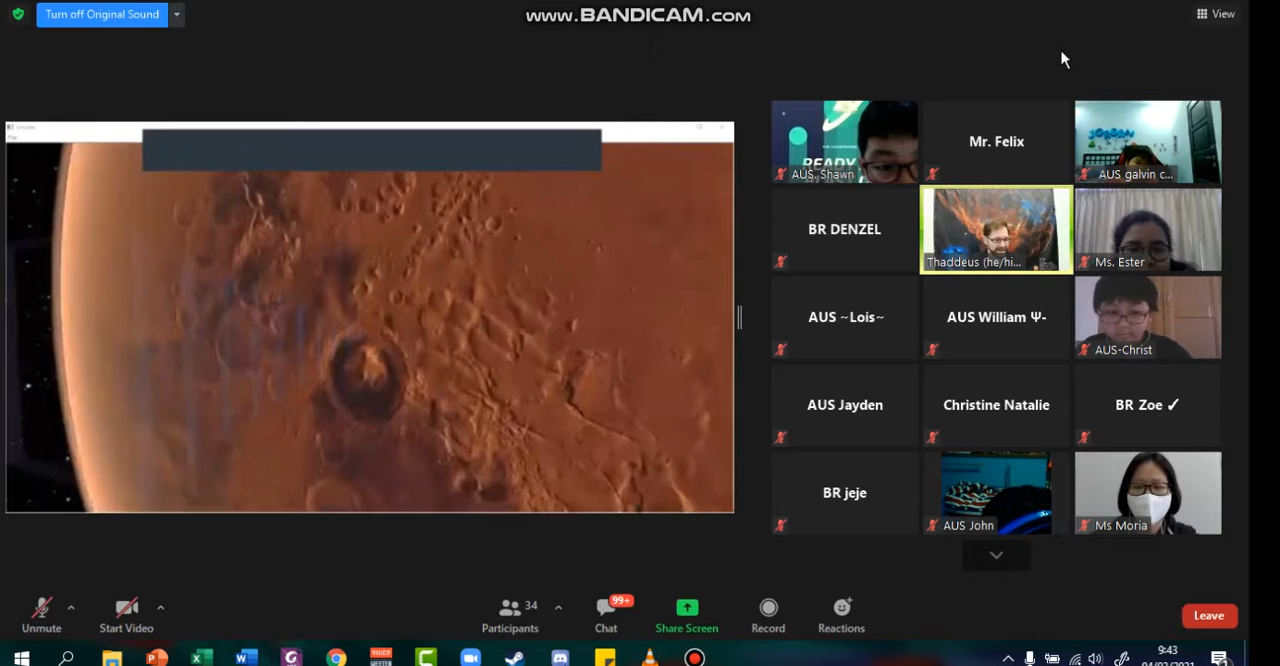 Turn off Original Sound
www.BANDICAM.com
View
AUS. Shawn
Mr. Felix
AUS galvin c...
BR DENZEL
Thaddeus (he/hi...
Ms. Ester
AUS ~Lois~
AUS William Ψ-
AUS-Christ
AUS Jayden
Christine Natalie
BR Zoe ✓
BR jeje
AUS John
Ms Moria
JORDAN
READY
Unmute
Start Video
34
Participants
99+
Chat
Share Screen
Record
Reactions
Leave
9:43